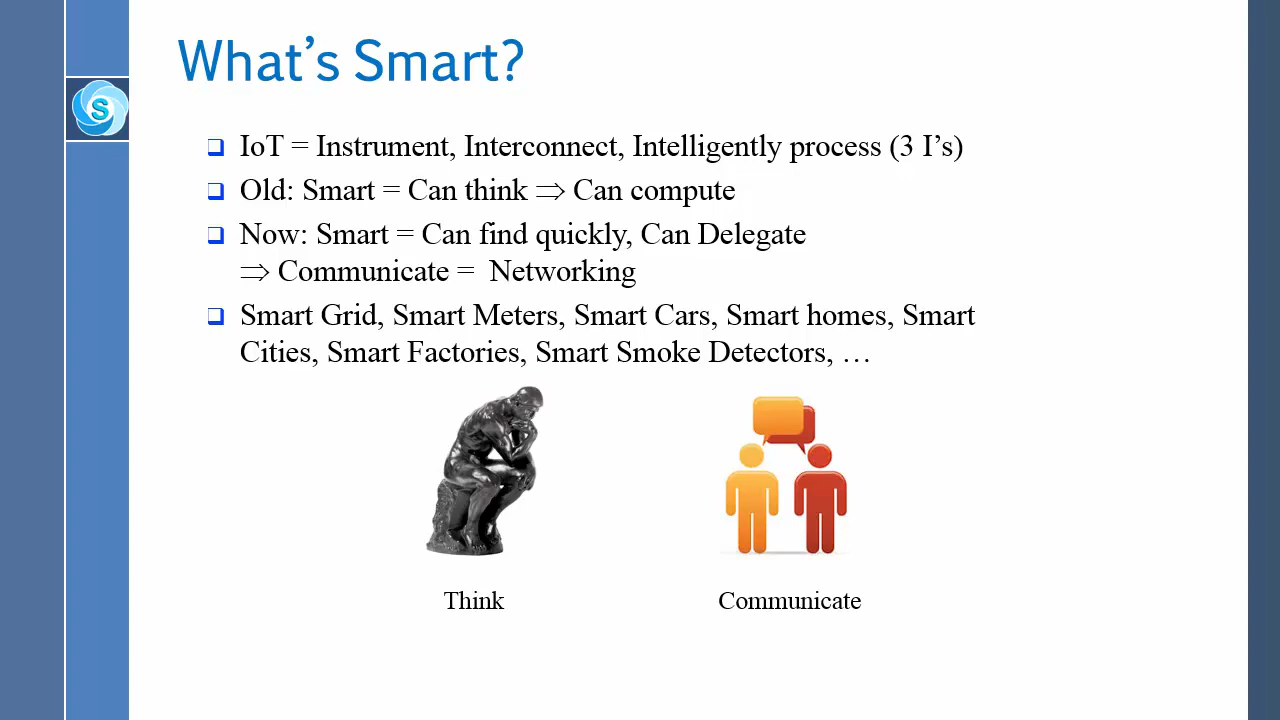 What's Smart?
S
IoT = Instrument, Interconnect, Intelligently process (3 I's)
Old: Smart = Can think ⇒ Can compute
Now: Smart = Can find quickly, Can Delegate
⇒ Communicate = Networking
Smart Grid, Smart Meters, Smart Cars, Smart homes, Smart
Cities, Smart Factories, Smart Smoke Detectors, …
Think
Communicate